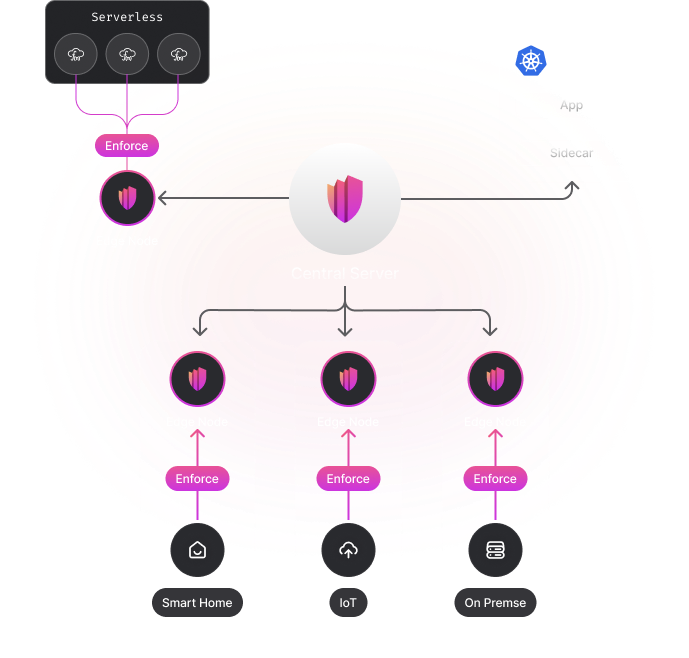 Serverless
App
Enforce
Sidecar
Central Server
Edge Node
Enforce
Enforce
Enforce
Smart Home
IoT
On Premse